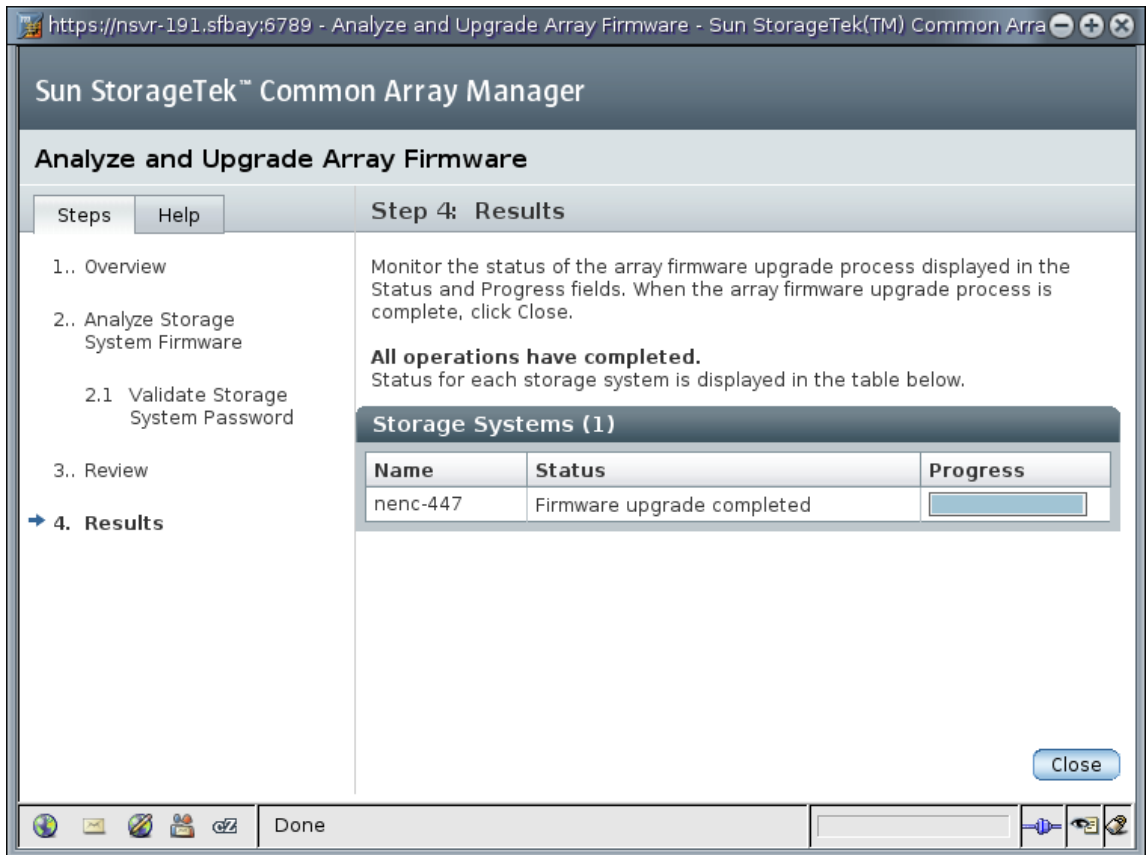 https://nsvr-191.sfbay:6789 - Analyze and Upgrade Array Firmware - Sun StorageTek(TM) Common Arra
Sun StorageTek™ Common Array Manager
Analyze and Upgrade Array Firmware
Steps
Help
1.. Overview
2.. Analyze Storage
System Firmware
2.1 Validate Storage
System Password
3.. Review
4. Results
Step 4: Results
Monitor the status of the array firmware upgrade process displayed in the
Status and Progress fields. When the array firmware upgrade process is
complete, click Close.
All operations have completed.
Status for each storage system is displayed in the table below.
Storage Systems (1)
Name Status Progress
nenc-447 Firmware upgrade completed
Close
Done